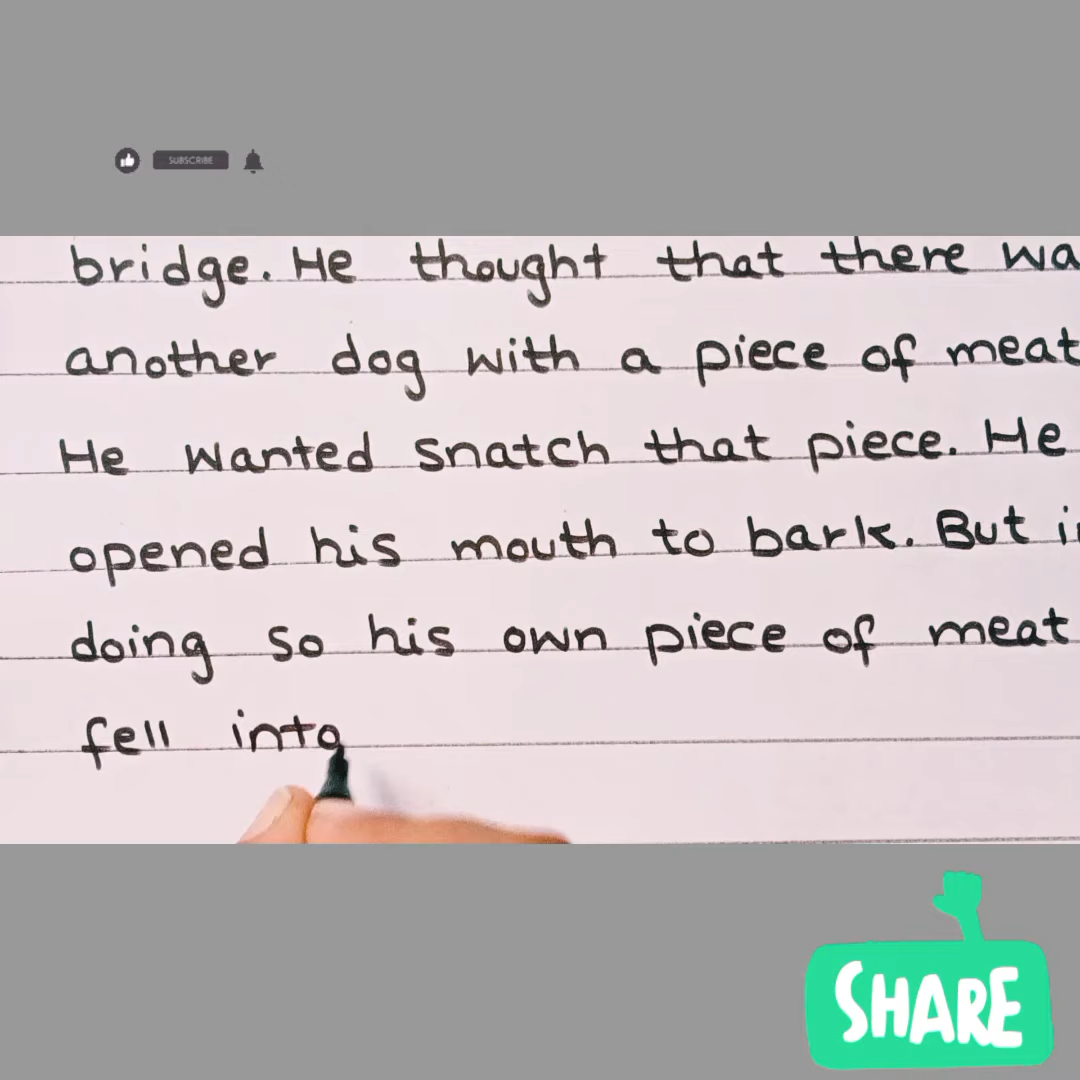 SUBSCRIBE
bridge. He thought that there wa
another dog with a piece of meat
He wanted snatch that piece. He
opened his mouth to bark. But in
doing so his own piece of meat
fell into
SHARE